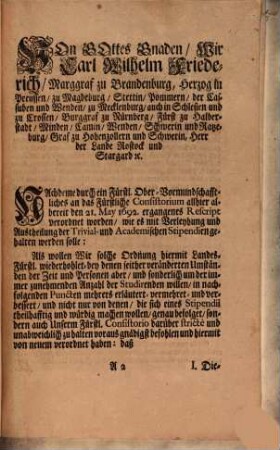 VOn GOttes Gnaden / Wir
Carl Wilhelm Friede-
rich / Marggraf zu Brandenburg, Herzog in
Preussen / zu Magdeburg / Stettin / Pommern / der Cas-
suben und Wenden / zu Mecklenburg / auch in Schlesien und
zu Crossen / Burggraf zu Nürnberg / Fürst zu Halber-
stadt / Minden / Camin / Wenden / Schwerin und Raze-
burg / Graf zu Hohenzollern und Schwerin, Herr
der Lande Rostock und
Stargard ꝛc.
NAchdeme durch ein Fürstl. Ober-Vormundschafft-
liches an das Fürstliche Consistorium allhier al-
bereit den 21. May 1692. ergangenes Rescript
verordnet worden / wie es mit Verleyhung und
Austheilung der Trivial- und Academischen Stipendien ge-
halten werden solle:
Als wollen Wir solche Ordnung hiermit Landes-
Fürstl. wiederhohlet, bey denen seither veränderten Umstän-
den der Zeit und Personen aber / und sonderlich um der im-
mer zunehmenden Anzahl der Studirenden willen / in nach-
folgenden Puncten mehrers erläutert, vermehret, und ver-
bessert / und nicht nur von denen / die sich eines Stipendii
theilhafftig und würdig machen wollen / genau befolget / son-
dern auch Unserm Fürstl. Consistorio darüber stricté und
unabweichlich zu halten voraus gnädigst befohlen und hiermit
von neuem verordnet haben: daß
A 2
I. Die-